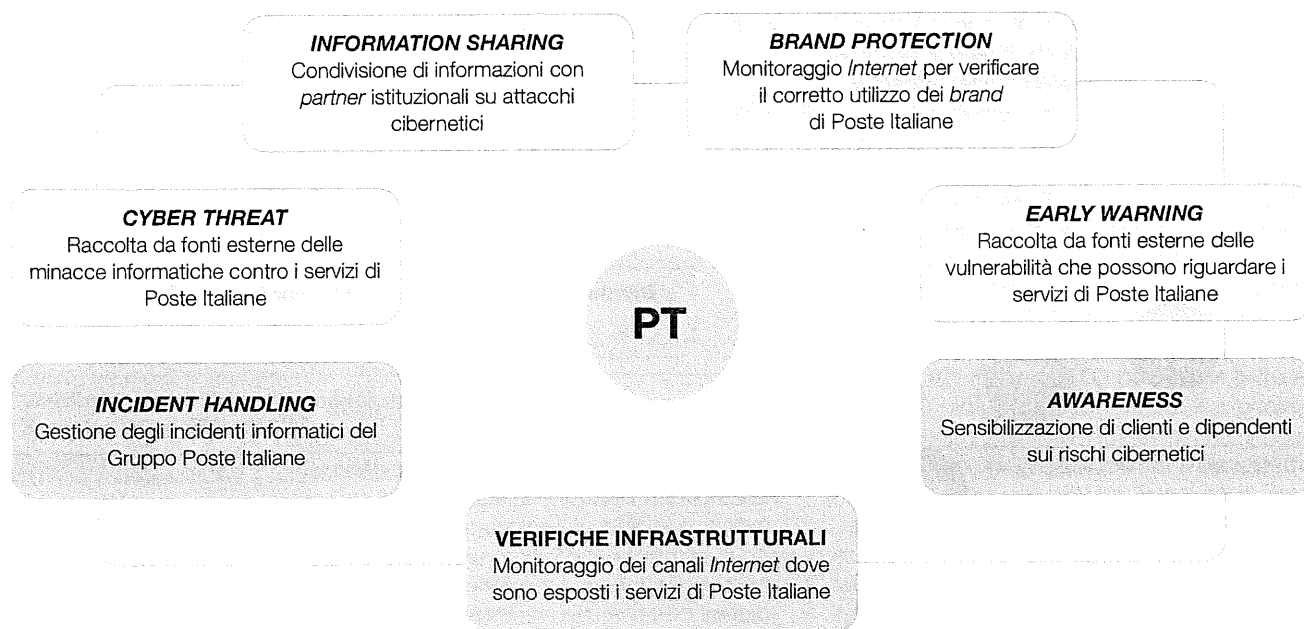 INFORMATION SHARING
Condivisione di informazioni con
partner istituzionali su attacchi
cibernetici
BRAND PROTECTION
Monitoraggio Internet per verificare
il corretto utilizzo dei brand
di Poste Italiane
CYBER THREAT
Raccolta da fonti esterne delle
minacce informatiche contro i servizi di
Poste Italiane
EARLY WARNING
Raccolta da fonti esterne delle
vulnerabilità che possono riguardare i
servizi di Poste Italiane
PT
INCIDENT HANDLING
Gestione degli incidenti informatici del
Gruppo Poste Italiane
AWARENESS
Sensibilizzazione di clienti e dipendenti
sui rischi cibernetici
VERIFICHE INFRASTRUTTURALI
Monitoraggio dei canali Internet dove
sono esposti i servizi di Poste Italiane